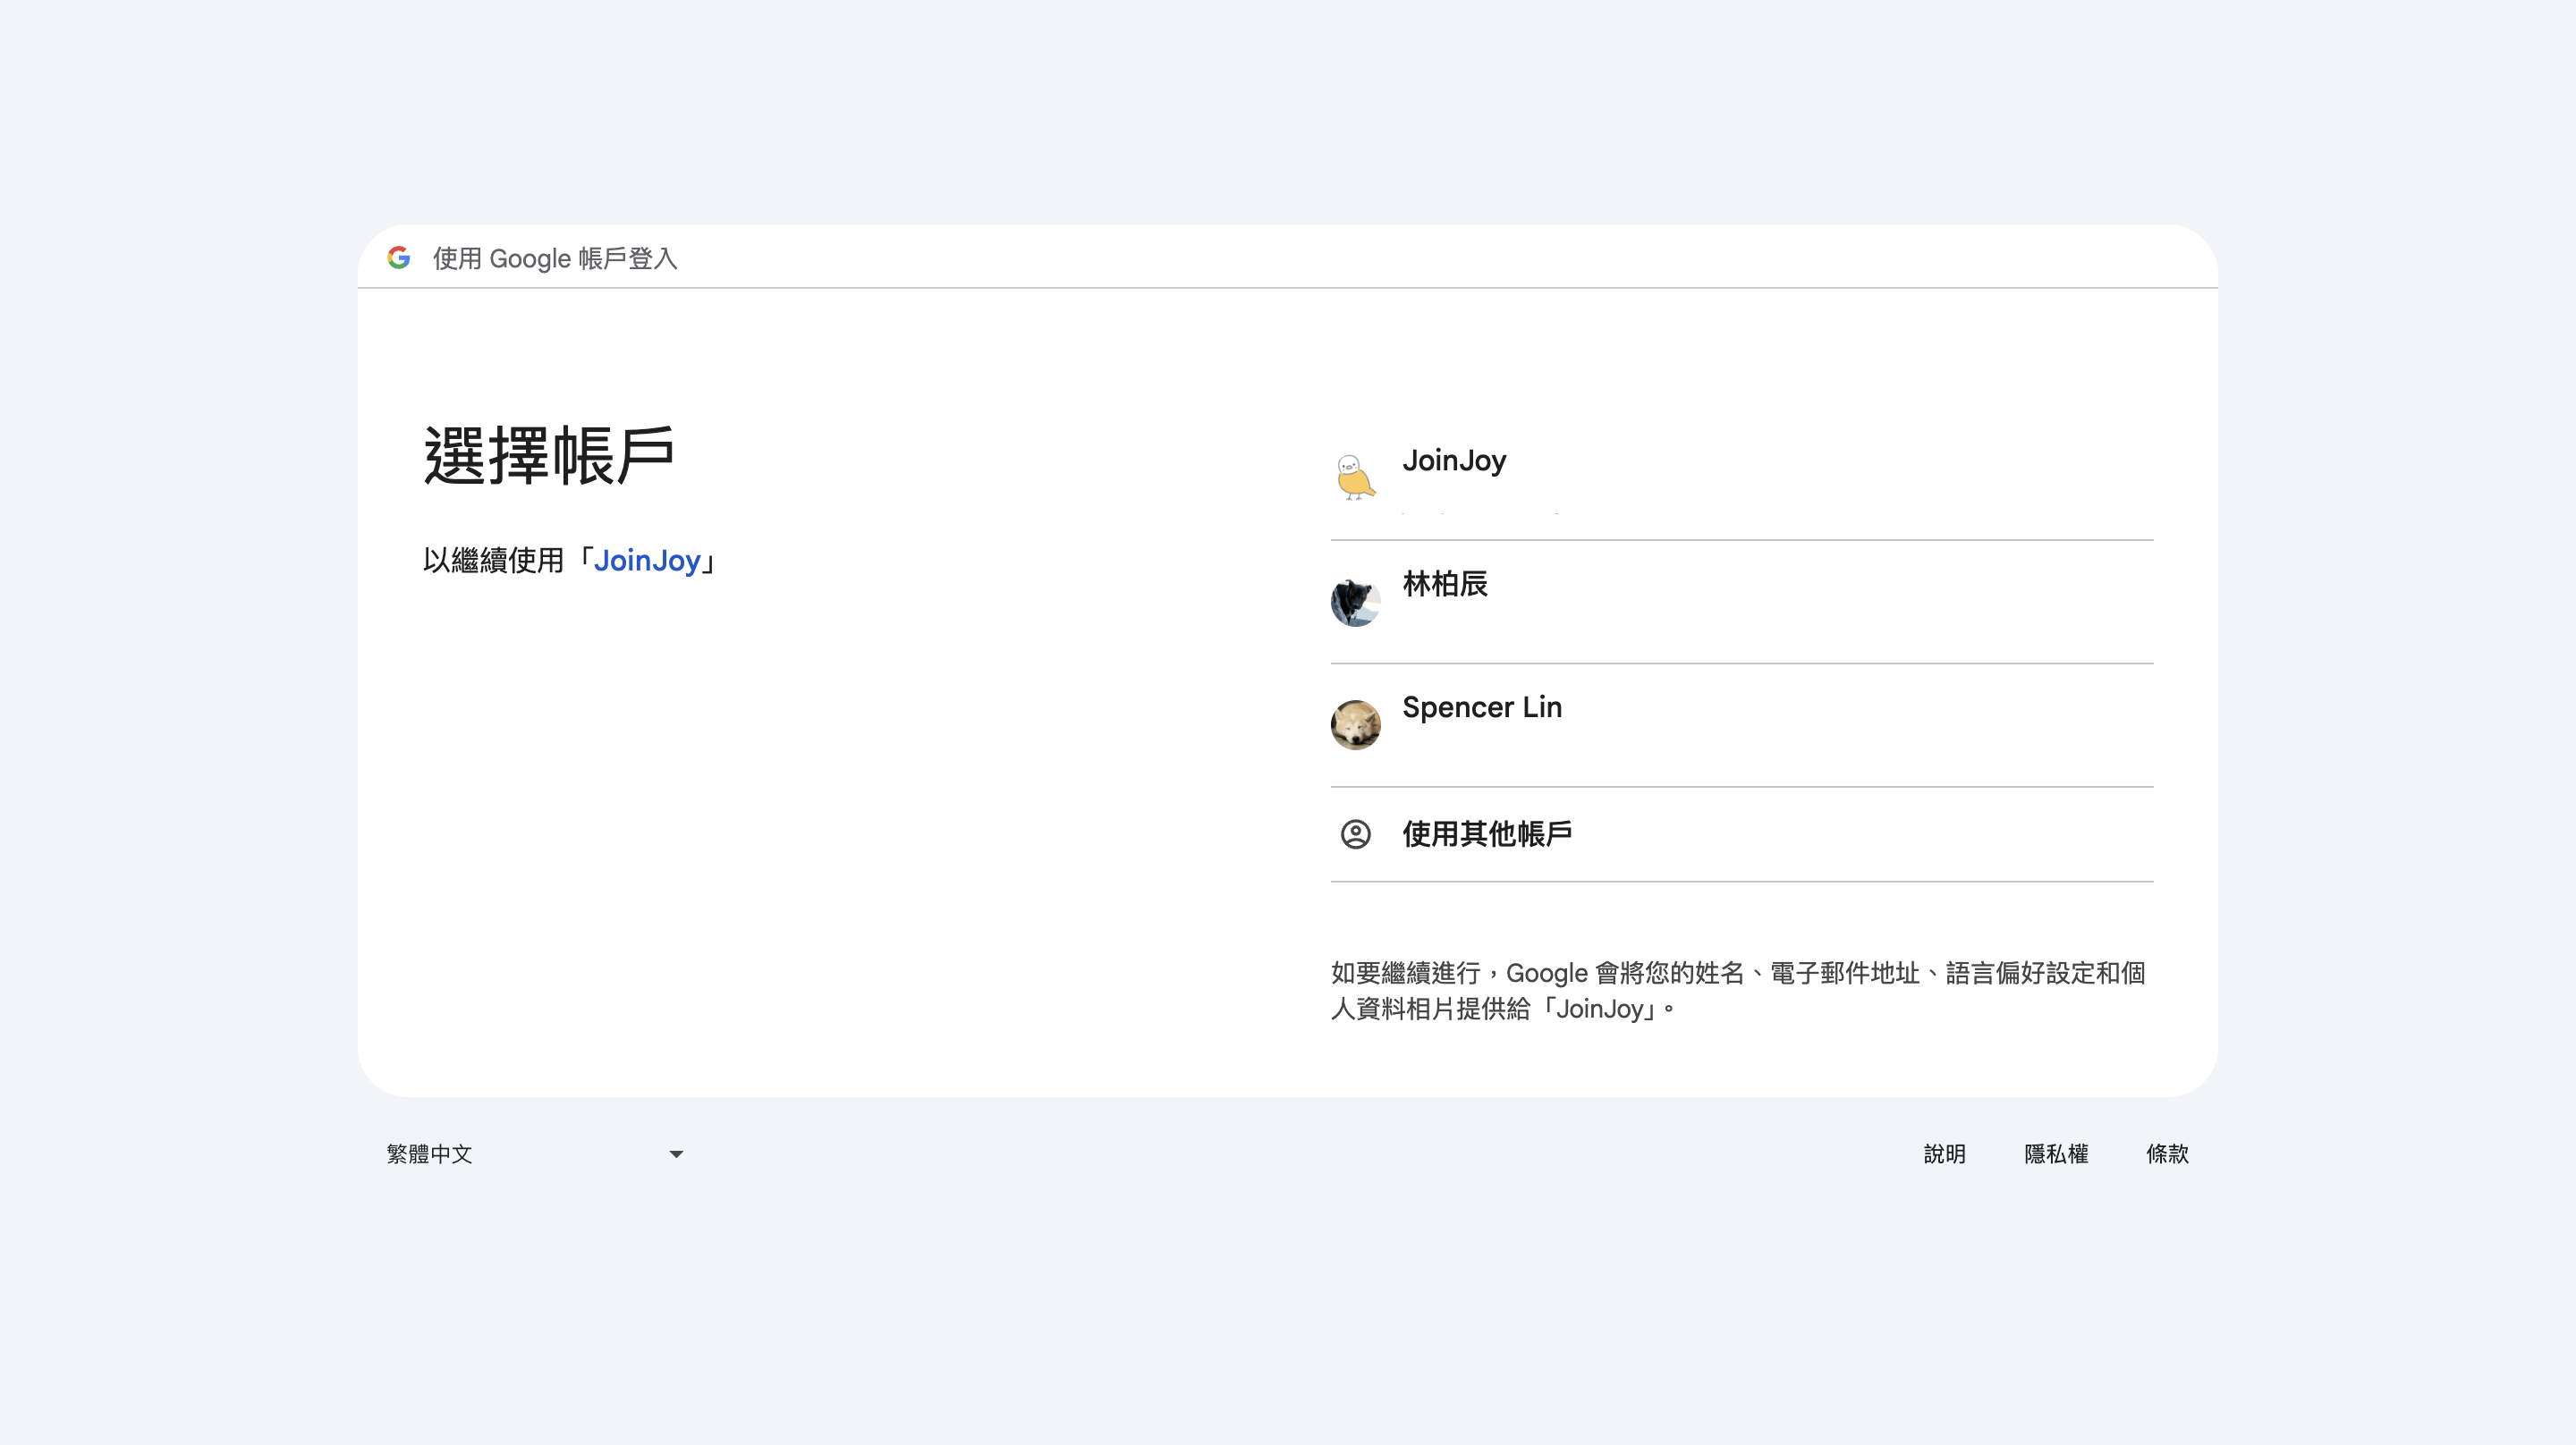 使用 Google 帳戶登入
選擇帳戶
以繼續使用「JoinJoy」
JoinJoy
林柏辰
Spencer Lin
使用其他帳戶
如要繼續進行，Google 會將您的姓名、電子郵件地址、語言偏好設定和個
人資料相片提供給「JoinJoy」。
繁體中文
說明
隱私權
條款